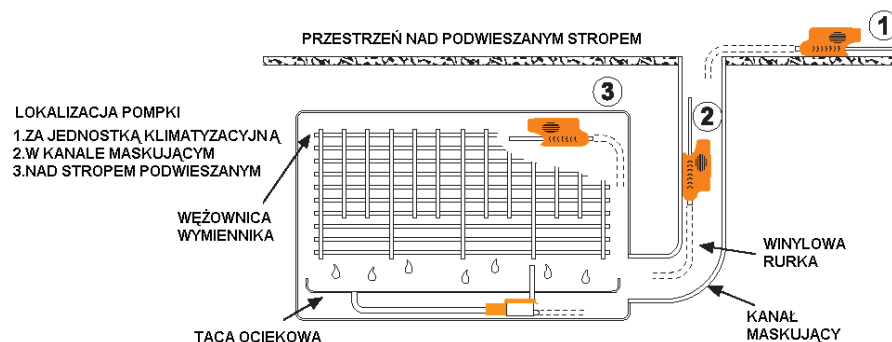 PRZESTRZEŃ NAD PODWIESZANYM STROPEM
1
LOKALIZACJA POMPKI
1.ZA JEDNOSTKĄ KLIMATYZACYJNĄ
2.W KANALE MASKUJĄCYM
3.NAD STROPEM PODWIESZANYM
3
2
WĘŻOWNICA
WYMIENNIKA
WINYLOWA
RURKA
TACA OCIEKOWA
KANAŁ
MASKUJĄCY